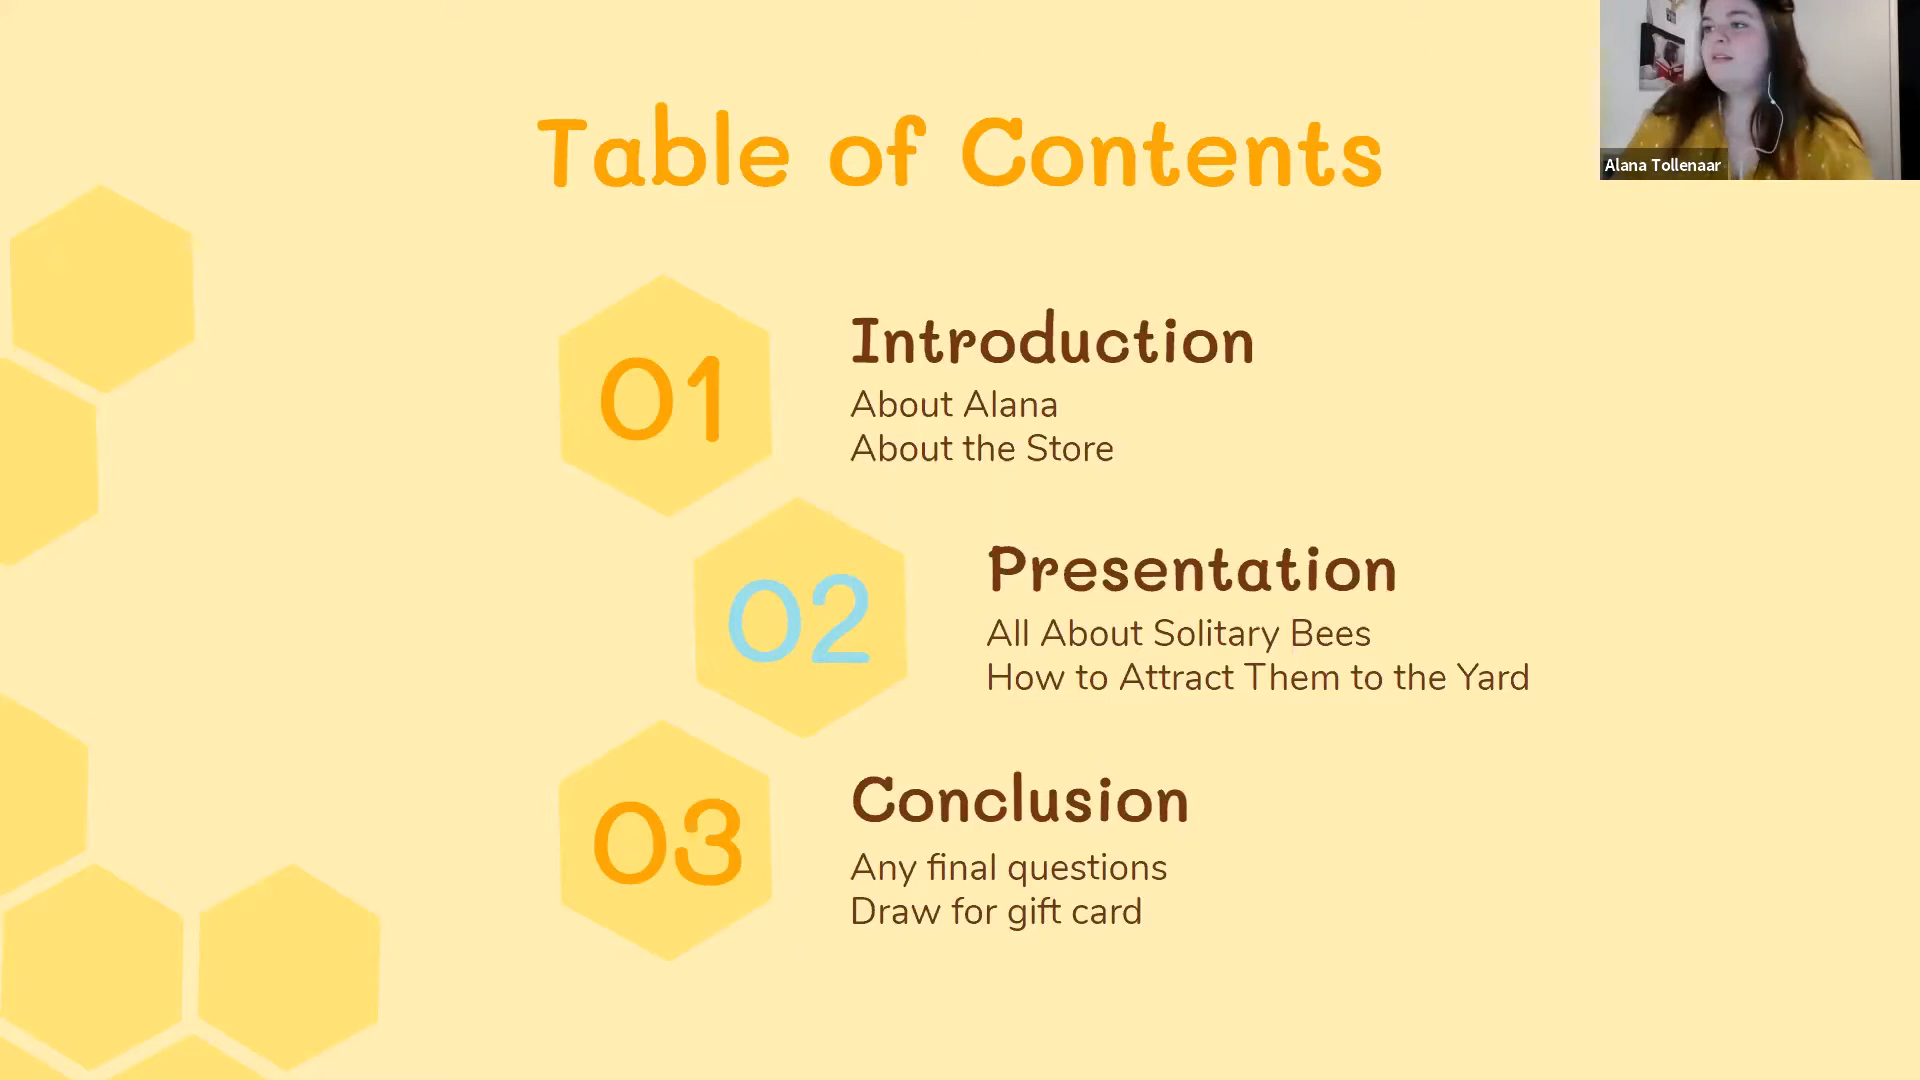 Table of Contents
Alana Tollenaar
01
Introduction
About Alana
About the Store
02
Presentation
All About Solitary Bees
How to Attract Them to the Yard
03
Conclusion
Any final questions
Draw for gift card